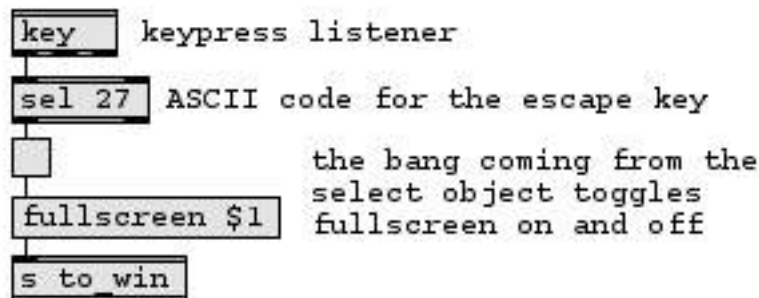 key keypress listener
sel 27 ASCII code for the escape key
the bang coming from the
select object toggles
fullscreen $1 fullscreen on and off
s to_win